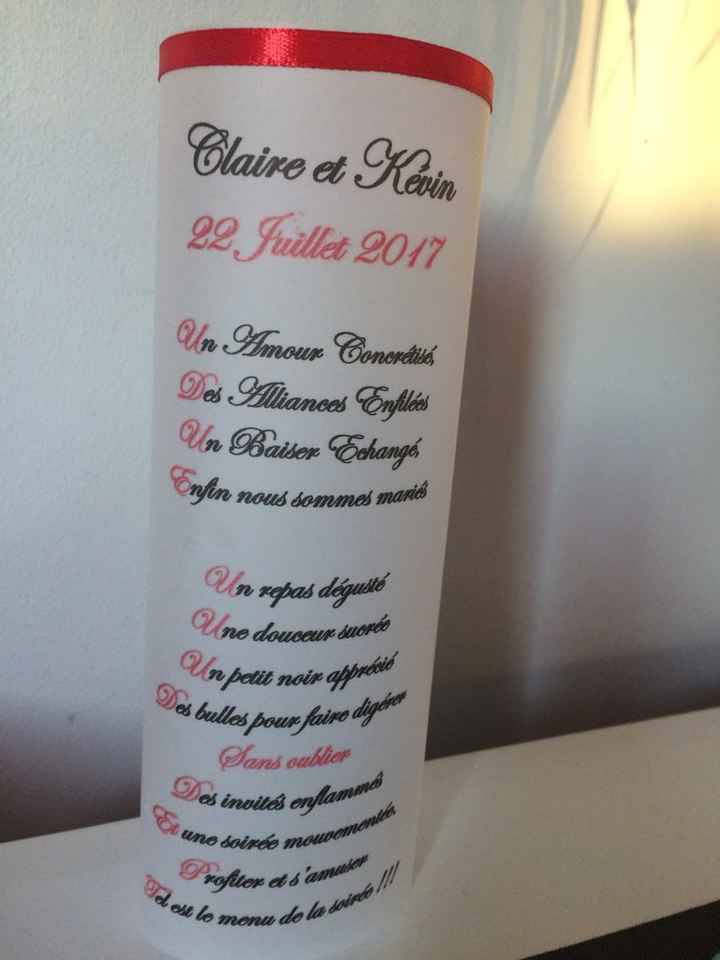 Claire et Kévin
22 Juillet 2017
Un Amour Concrétisé,
Des Alliances Enfilées
Un Baiser Echangé,
Enfin nous sommes mariés
Un repas dégusté
Une douceur sucrée
Un petit noir apprécié
Des bulles pour faire digérer
Sans oublier
Des invités enflammés
Et une soirée mouvementée,
Profiter et s'amuser
Tel est le menu de la soirée !!!